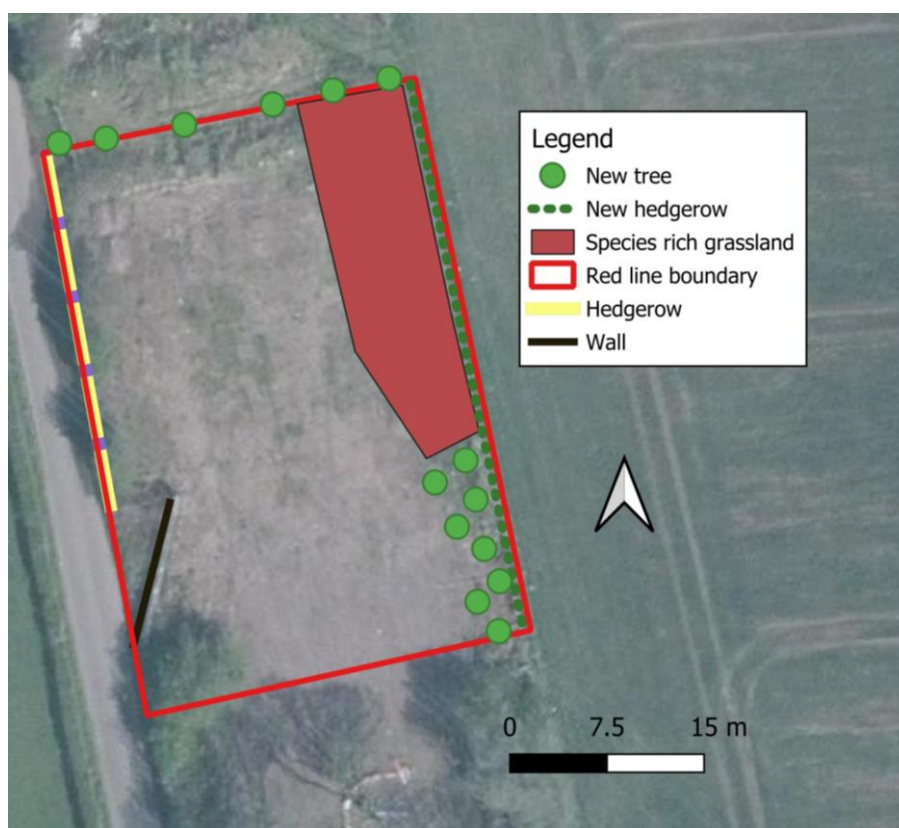 Legend
New tree
New hedgerow
Species rich grassland
Red line boundary
Hedgerow
Wall
0 7.5 15 m